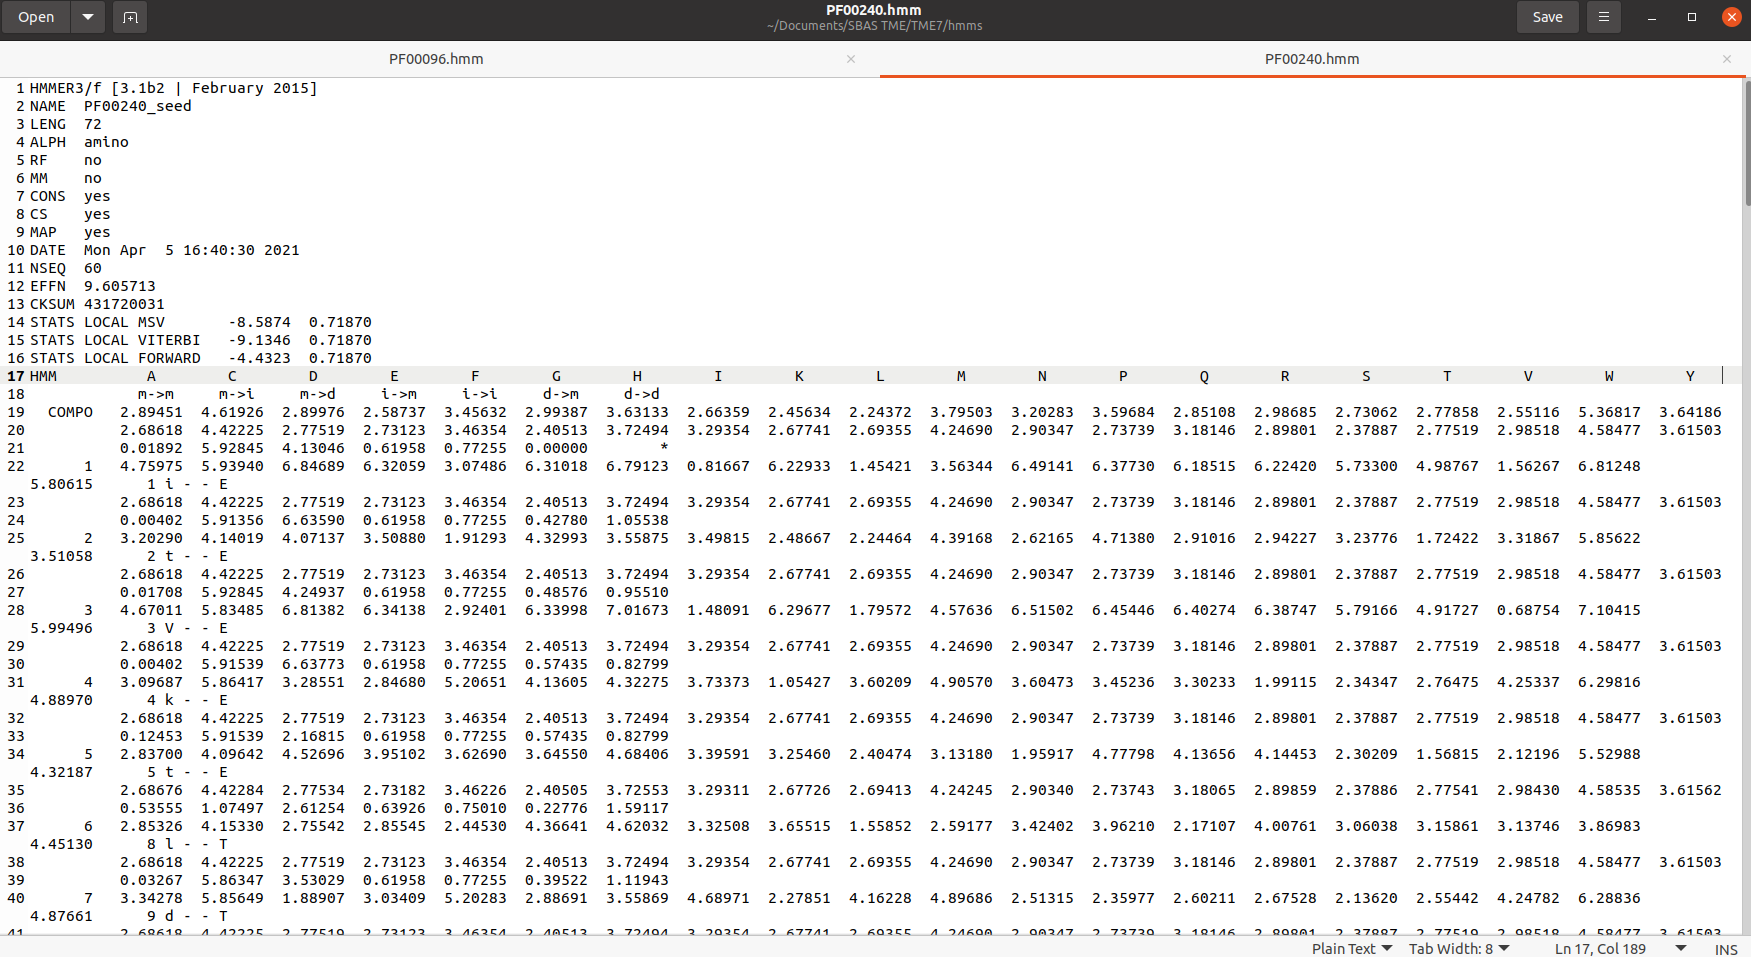 Open
PF00240.hmm
~/Documents/SBAS TME/TME7/hmms
Save
PF00096.hmm
PF00240.hmm
1 HMMER3/f [3.1b2 | February 2015]
2 NAME  PF00240_seed
3 LENG  72
4 ALPH  amino
5 RF    no
6 MM    no
7 CONS  yes
8 CS    yes
9 MAP   yes
10 DATE  Mon Apr  5 16:40:30 2021
11 NSEQ  60
12 EFFN  9.605713
13 CKSUM 431720031
14 STATS LOCAL MSV       -8.5874  0.71870
15 STATS LOCAL VITERBI   -9.1346  0.71870
16 STATS LOCAL FORWARD   -4.4323  0.71870
17 HMM A C D E F G H I K L M N P Q R S T V W Y
18 m->m m->i m->d i->m i->i d->m d->d
19 COMPO 2.89451 4.61926 2.89976 2.58737 3.45632 2.99387 3.63133 2.66359 2.45634 2.24372 3.79503 3.20283 3.59684 2.85108 2.98685 2.73062 2.77858 2.55116 5.36817 3.64186
20 2.68618 4.42225 2.77519 2.73123 3.46354 2.40513 3.72494 3.29354 2.67741 2.69355 4.24690 2.90347 2.73739 3.18146 2.89801 2.37887 2.77519 2.98518 4.58477 3.61503
21 0.01892 5.92845 4.13046 0.61958 0.77255 0.00000 *
22 1 4.75975 5.93940 6.84689 6.32059 3.07486 6.31018 6.79123 0.81667 6.22933 1.45421 3.56344 6.49141 6.37730 6.18515 6.22420 5.73300 4.98767 1.56267 6.81248
5.80615 1 i - - E
23 2.68618 4.42225 2.77519 2.73123 3.46354 2.40513 3.72494 3.29354 2.67741 2.69355 4.24690 2.90347 2.73739 3.18146 2.89801 2.37887 2.77519 2.98518 4.58477 3.61503
24 0.00402 5.91356 6.63590 0.61958 0.77255 0.42780 1.05538
25 2 3.20290 4.14019 4.07137 3.50880 1.91293 4.32993 3.55875 3.49815 2.48667 2.24464 4.39168 2.62165 4.71380 2.91016 2.94227 3.23776 1.72422 3.31867 5.85622
3.51058 2 t - - E
26 2.68618 4.42225 2.77519 2.73123 3.46354 2.40513 3.72494 3.29354 2.67741 2.69355 4.24690 2.90347 2.73739 3.18146 2.89801 2.37887 2.77519 2.98518 4.58477 3.61503
27 0.01708 5.92845 4.24937 0.61958 0.77255 0.48576 0.95510
28 3 4.67011 5.83485 6.81382 6.34138 2.92401 6.33998 7.01673 1.48091 6.29677 1.79572 4.57636 6.51502 6.45446 6.40274 6.38747 5.79166 4.91727 0.68754 7.10415
5.99496 3 V - - E
29 2.68618 4.42225 2.77519 2.73123 3.46354 2.40513 3.72494 3.29354 2.67741 2.69355 4.24690 2.90347 2.73739 3.18146 2.89801 2.37887 2.77519 2.98518 4.58477 3.61503
30 0.00402 5.91539 6.63773 0.61958 0.77255 0.57435 0.82799
31 4 3.09687 5.86417 3.28551 2.84680 5.20651 4.13605 4.32275 3.73373 1.05427 3.60209 4.90570 3.60473 3.45236 3.30233 1.99115 2.34347 2.76475 4.25337 6.29816
4.88970 4 k - - E
32 2.68618 4.42225 2.77519 2.73123 3.46354 2.40513 3.72494 3.29354 2.67741 2.69355 4.24690 2.90347 2.73739 3.18146 2.89801 2.37887 2.77519 2.98518 4.58477 3.61503
33 0.12453 5.91539 2.16815 0.61958 0.77255 0.57435 0.82799
34 5 2.83700 4.09642 4.52696 3.95102 3.62690 3.64550 4.68406 3.39591 3.25460 2.40474 3.13180 1.95917 4.77798 4.13656 4.14453 2.30209 1.56815 2.12196 5.52988
4.32187 5 t - - E
35 2.68676 4.42284 2.77534 2.73182 3.46226 2.40505 3.72553 3.29311 2.67726 2.69413 4.24245 2.90340 2.73743 3.18065 2.89859 2.37886 2.77541 2.98430 4.58535 3.61562
36 0.53555 1.07497 2.61254 0.63926 0.75010 0.22776 1.59117
37 6 2.85326 4.15330 2.75542 2.85545 2.44530 4.36641 4.62032 3.32508 3.65515 1.55852 2.59177 3.42402 3.96210 2.17107 4.00761 3.06038 3.15861 3.13746 3.86983
4.45130 8 l - - T
38 2.68618 4.42225 2.77519 2.73123 3.46354 2.40513 3.72494 3.29354 2.67741 2.69355 4.24690 2.90347 2.73739 3.18146 2.89801 2.37887 2.77519 2.98518 4.58477 3.61503
39 0.03267 5.86347 3.53029 0.61958 0.77255 0.39522 1.11943
40 7 3.34278 5.85649 1.88907 3.03409 5.20283 2.88691 3.55869 4.68971 2.27851 4.16228 4.89686 2.51315 2.35977 2.60211 2.67528 2.13620 2.55442 4.24782 6.28836
4.87661 9 d - - T
41 2.68618 4.42225 2.77519 2.73123 3.46354 2.40513 3.72494 3.29354 2.67741 2.69355 4.24690 2.90347 2.73739 3.18146 2.89801 2.37887 2.77519 2.98518 4.58477 3.61503
Plain Text Tab Width: 8 Ln 17, Col 189 INS